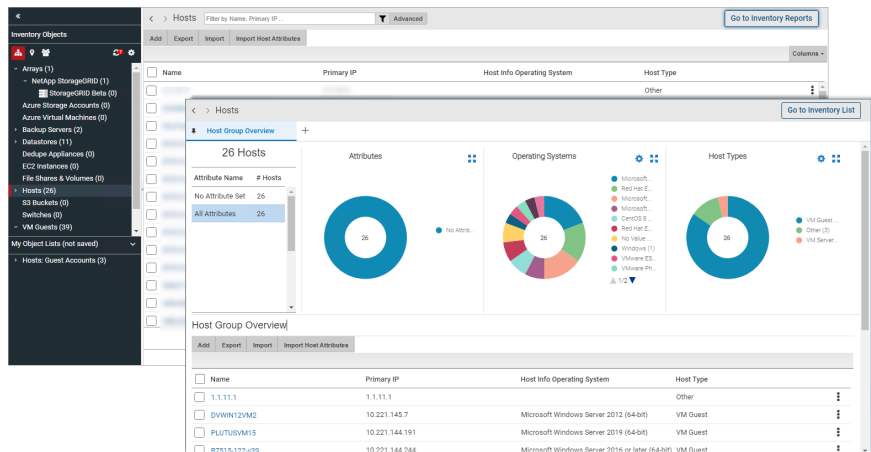 «
Inventory Objects
Arrays (1)
NetApp StorageGRID (1)
StorageGRID Beta (0)
Azure Storage Accounts (0)
Azure Virtual Machines (0)
Backup Servers (2)
Datastores (11)
Dedupe Appliances (0)
EC2 Instances (0)
File Shares & Volumes (0)
Hosts (26)
S3 Buckets (0)
Switches (0)
VM Guests (39)
My Object Lists (not saved)
Hosts: Guest Accounts (3)
< > Hosts Filter by Name, Primary IP ... Advanced Go to Inventory Reports
Add Export Import Import Host Attributes
Columns
Name Primary IP Host Info Operating System Host Type
Other
< > Hosts Go to Inventory List
Host Group Overview +
26 Hosts
Attribute Name # Hosts
No Attribute Set 26
All Attributes 26
Attributes
26
No Attrib...
Operating Systems
26
Microsoft...
Red Hat E...
Microsoft...
Microsoft...
CentOS 8 ...
Red Hat E...
No Value ...
Windows (1)
VMware ES...
VMware Ph...
1/2
Host Types
26
VM Guest ...
Other (3)
VM Server...
Host Group Overview
Add Export Import Import Host Attributes
Name Primary IP Host Info Operating System Host Type
1.1.11.1 1.1.11.1 Other
DVWIN12VM2 10.221.145.7 Microsoft Windows Server 2012 (64-bit) VM Guest
PLUTUSVM15 10.221.144.191 Microsoft Windows Server 2019 (64-bit) VM Guest
R7515-122-v39 10.221.144.244 Microsoft Windows Server 2016 or later (64-bit) VM Guest